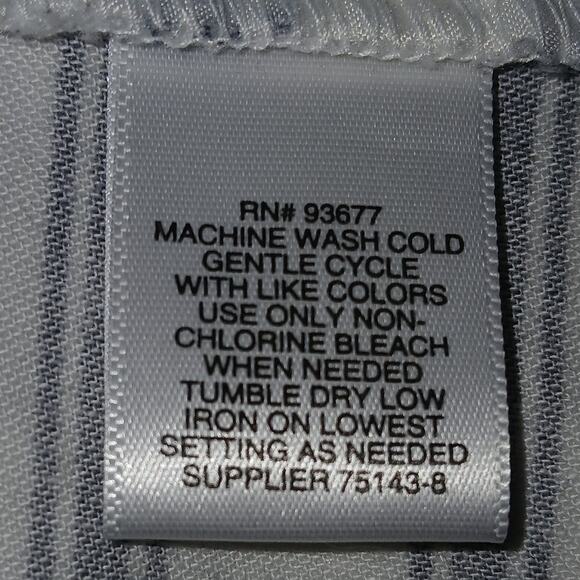 RN# 93677
MACHINE WASH COLD
GENTLE CYCLE
WITH LIKE COLORS
USE ONLY NON-
CHLORINE BLEACH
WHEN NEEDED
TUMBLE DRY LOW
IRON ON LOWEST
SETTING AS NEEDED
SUPPLIER 75143-8